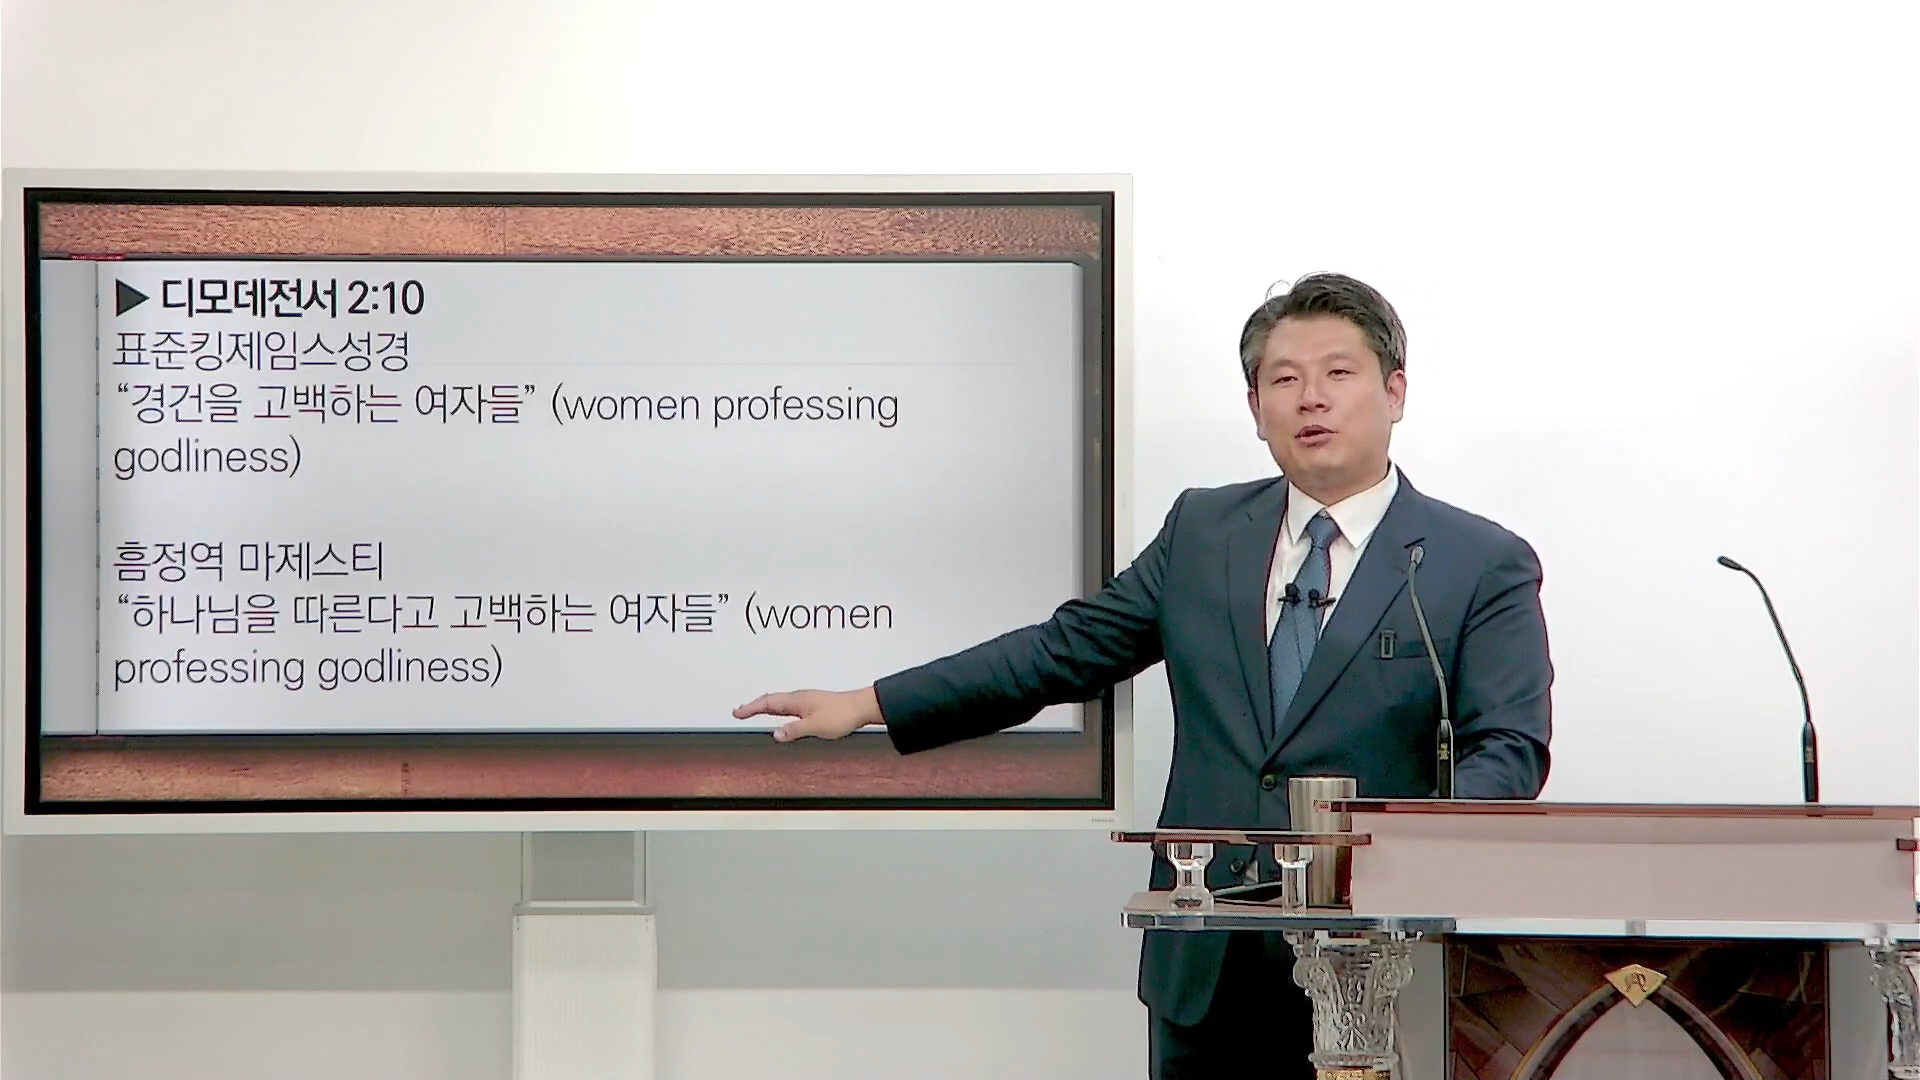 ▶ 디모데전서 2:10
표준킹제임스성경
“경건을 고백하는 여자들” (women professing
godliness)
흠정역 마제스티
“하나님을 따른다고 고백하는 여자들” (women
professing godliness)